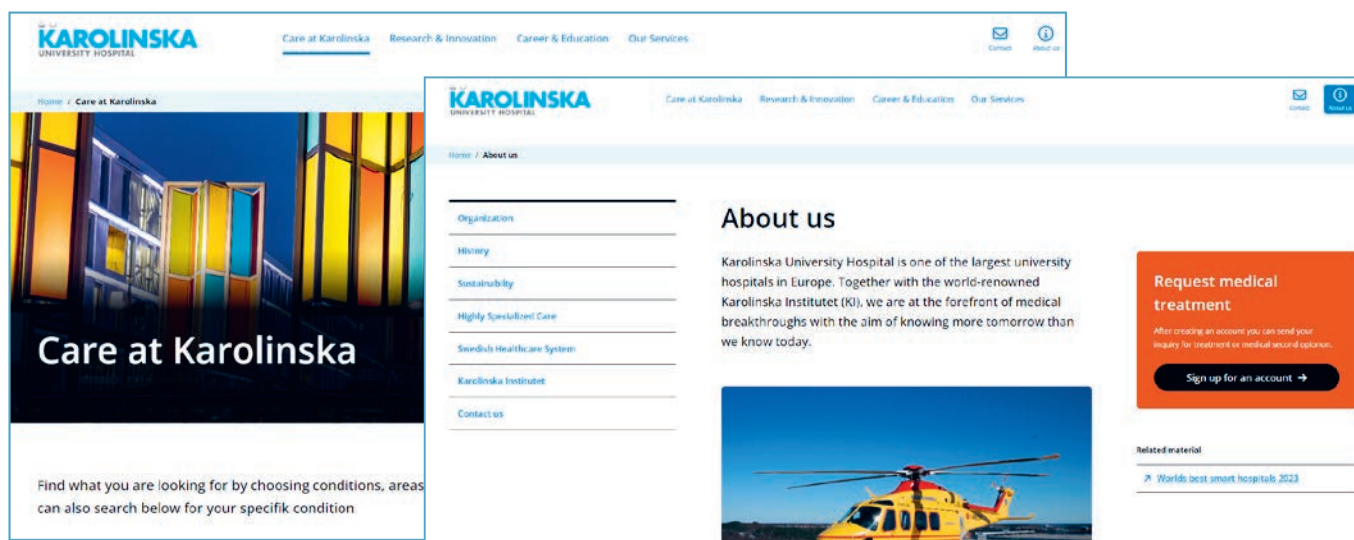 KAROLINSKA
UNIVERSITY HOSPITAL
Care at Karolinska Research & Innovation Career & Education Our Services
Contact About us
Home / Care at Karolinska
Care at Karolinska
Find what you are looking for by choosing conditions, areas
can also search below for your specifik condition
KAROLINSKA
UNIVERSITY HOSPITAL
Care at Karolinska Research & Innovation Career & Education Our Services
Contact About us
Home / About us
Organization
History
Sustainabilty
Highly Specialized Care
Swedish Healthcare System
Karolinska Institutet
Contact us
About us
Karolinska University Hospital is one of the largest university
hospitals in Europe. Together with the world-renowned
Karolinska Institutet (KI), we are at the forefront of medical
breakthroughs with the aim of knowing more tomorrow than
we know today.
Request medical
treatment
After creating an account you can send your
inquiry for treatment or medical second opionion.
Sign up for an account →
Related material
Worlds best smart hospitals 2023